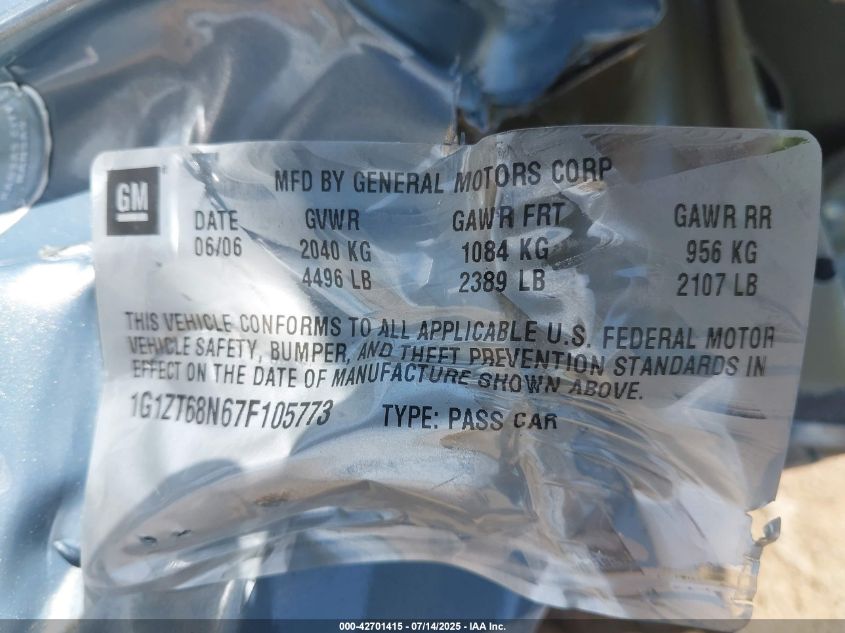 GM
MFD BY GENERAL MOTORS CORP
DATE GVWR GAWR FRT GAWR RR
06/06 2040 KG 1084 KG 956 KG
4496 LB 2389 LB 2107 LB
THIS VEHICLE CONFORMS TO ALL APPLICABLE U.S. FEDERAL MOTOR
VEHICLE SAFETY, BUMPER, AND THEFT PREVENTION STANDARDS IN
EFFECT ON THE DATE OF MANUFACTURE SHOWN ABOVE.
1G1ZT68N67F105773 TYPE: PASS CAR
000-42701415 - 07/14/2025 - IAA Inc.